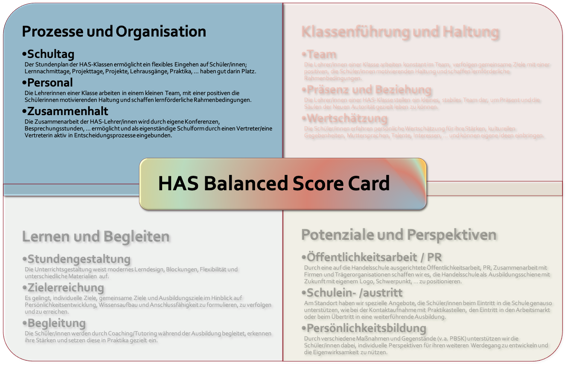 Prozesse und Organisation
•Schultag
Der Stundenplan der HAS-Klassen ermöglicht ein flexibles Eingehen auf Schüler/innen;
Lernnachmittage, Projekttage, Projekte, Lehrausgänge, Praktika, ... haben gut darin Platz.
•Personal
Die Lehrerinnen einer Klasse arbeiten in einem kleinen Team, mit einer positiven die
Schülerinnen motivierenden Haltung und schaffen lernförderliche Rahmenbedingungen.
•Zusammenhalt
Die Zusammenarbeit der HAS-Lehrer/innen wird durch eigene Konferenzen,
Besprechungsstunden, ... ermöglicht und als eigenständige Schulform durch einen Vertreter/eine
Vertreterin aktiv in Entscheidungsprozesse eingebunden.
Klassenführung und Haltung
•Team
•Präsenz und Beziehung
•Wertschätzung
HAS Balanced Score Card
Lernen und Begleiten
•Stundengestaltung
Die Unterrichtsgestaltung weist modernes Lerndesign, Blockungen, Flexibilität und
unterschiedliche Materialien auf.
•Zielerreichung
Es gelingt, individuelle Ziele, gemeinsame Ziele und Ausbildungsziele im Hinblick auf
Persönlichkeitsentwicklung, Wissensaufbau und Anschlussfähigkeit zu formulieren, zu verfolgen
und zu erreichen.
•Begleitung
Die Schüler/innen werden durch Coaching/Tutoring während der Ausbildung begleitet, erkennen
ihre Stärken und setzen diese in Praktika gezielt ein.
Potenziale und Perspektiven
•Öffentlichkeitsarbeit / PR
Durch eine auf die Handelsschule ausgerichtete Öffentlichkeitsarbeit, PR, Zusammenarbeit mit
Firmen und Trägerorganisationen schaffen wir es, die Handelsschule als Ausbildungsschiene mit
Zukunft mit eigenem Logo, Schwerpunkt, ... zu positionieren.
•Schulein- /austritt
Am Standort haben wir spezielle Angebote, die Schüler/innen beim Eintritt in die Schule genauso
unterstützen, wie bei der Kontaktaufnahme mit Praktikastellen, den Eintritt in den Arbeitsmarkt
oder beim Übertritt in eine weiterführende Ausbildung.
•Persönlichkeitsbildung
Durch verschiedene Maßnahmen und Gegenstände (v.a. PBSK) unterstützen wir die
Schüler/innen dabei, individuelle Perspektiven für ihren weiteren Werdegang zu entwickeln und
die Eigenwirksamkeit zu nützen.